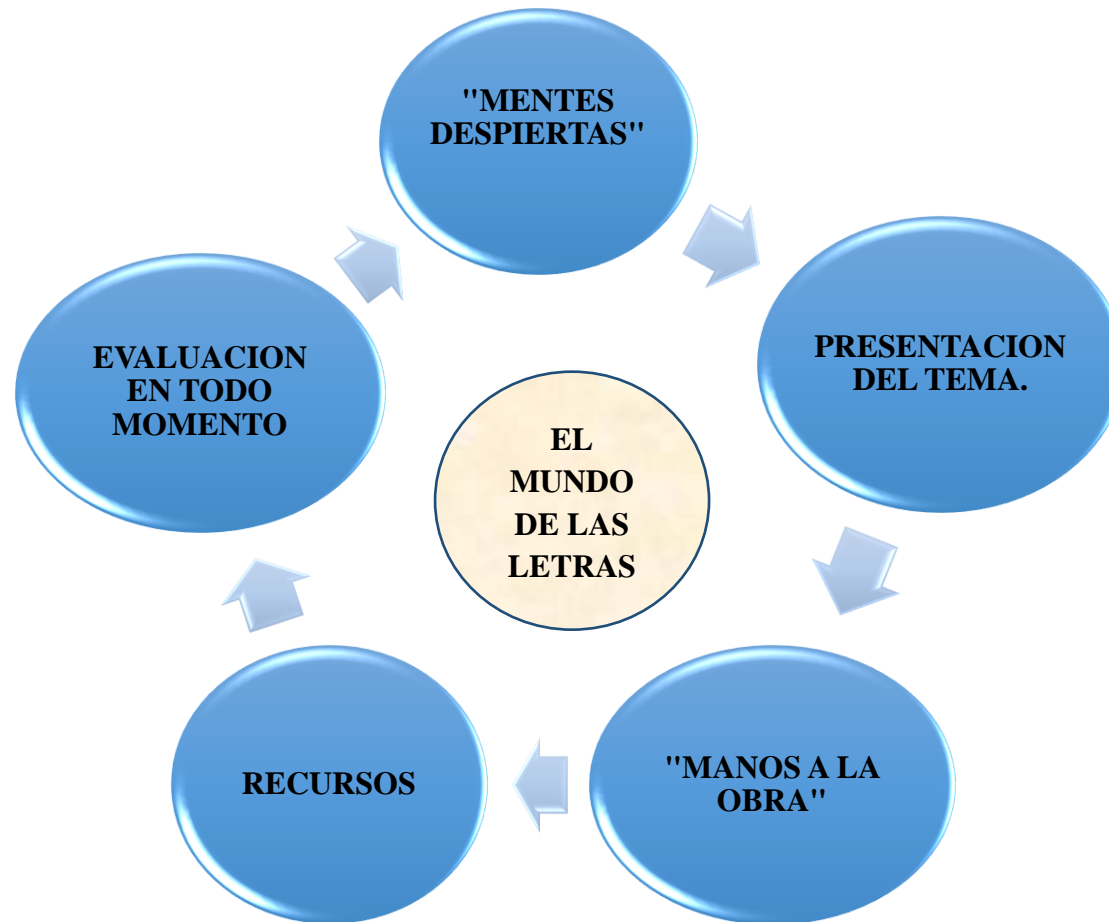 "MENTES
DESPIERTAS"
PRESENTACION
DEL TEMA.
"MANOS A LA
OBRA"
RECURSOS
EVALUACION
EN TODO
MOMENTO
EL
MUNDO
DE LAS
LETRAS